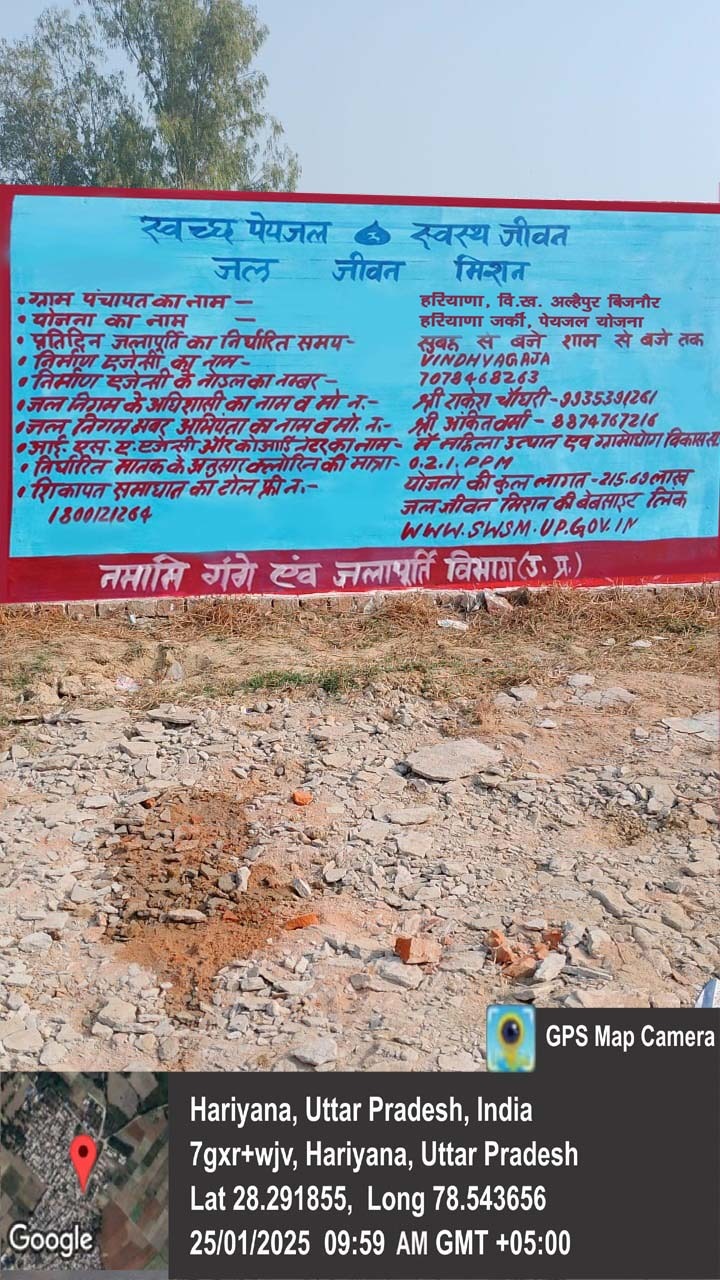 स्वच्छ पेयजल स्वस्थ जीवन
जल जीवन मिशन
• ग्राम पंचायत का नाम — हरियाणा, वि.ख. अल्हैपुर बिजनौर
• योजना का नाम — हरियाणा जर्की, पेयजल योजना
• प्रतिदिन जलापूर्ति का निर्धारित समय- सुबह से बजे शाम से बजे तक
• निर्माण एजेन्सी का नाम- VINDHYAGAJA
• निर्माण एजेन्सी के नोडल का नम्बर- 7078468263
• जल निगम के अधिशासी का नाम व मो नं:- श्री राकेश चौधरी-9935391261
• जल निगम अवर अभियंता का नाम व मो. नं:- श्री अंकित वर्मा - 8874767216
• आई. एस. ए. एजेन्सी और कोआर्डिनेटर का नाम- मै महिला उत्थान एवं ग्रामोद्योग विकास
• निर्धारित मानक के अनुसार क्लोरिन की मात्रा- 0.2.1. PPM
योजना की कुल लागत -215.69 लाख
• शिकायत समाधान का टोल फ्री नं:- जल जीवन मिशन की वेबसाइट लिंक
1800121264 WWW.SWSM.UP.GOV.IN
नमामि गंगे एंव जलापूर्ति विभाग (उ. प्र.)
GPS Map Camera
Hariyana, Uttar Pradesh, India
7gxr+wjv, Hariyana, Uttar Pradesh
Lat 28.291855, Long 78.543656
25/01/2025 09:59 AM GMT +05:00
Google